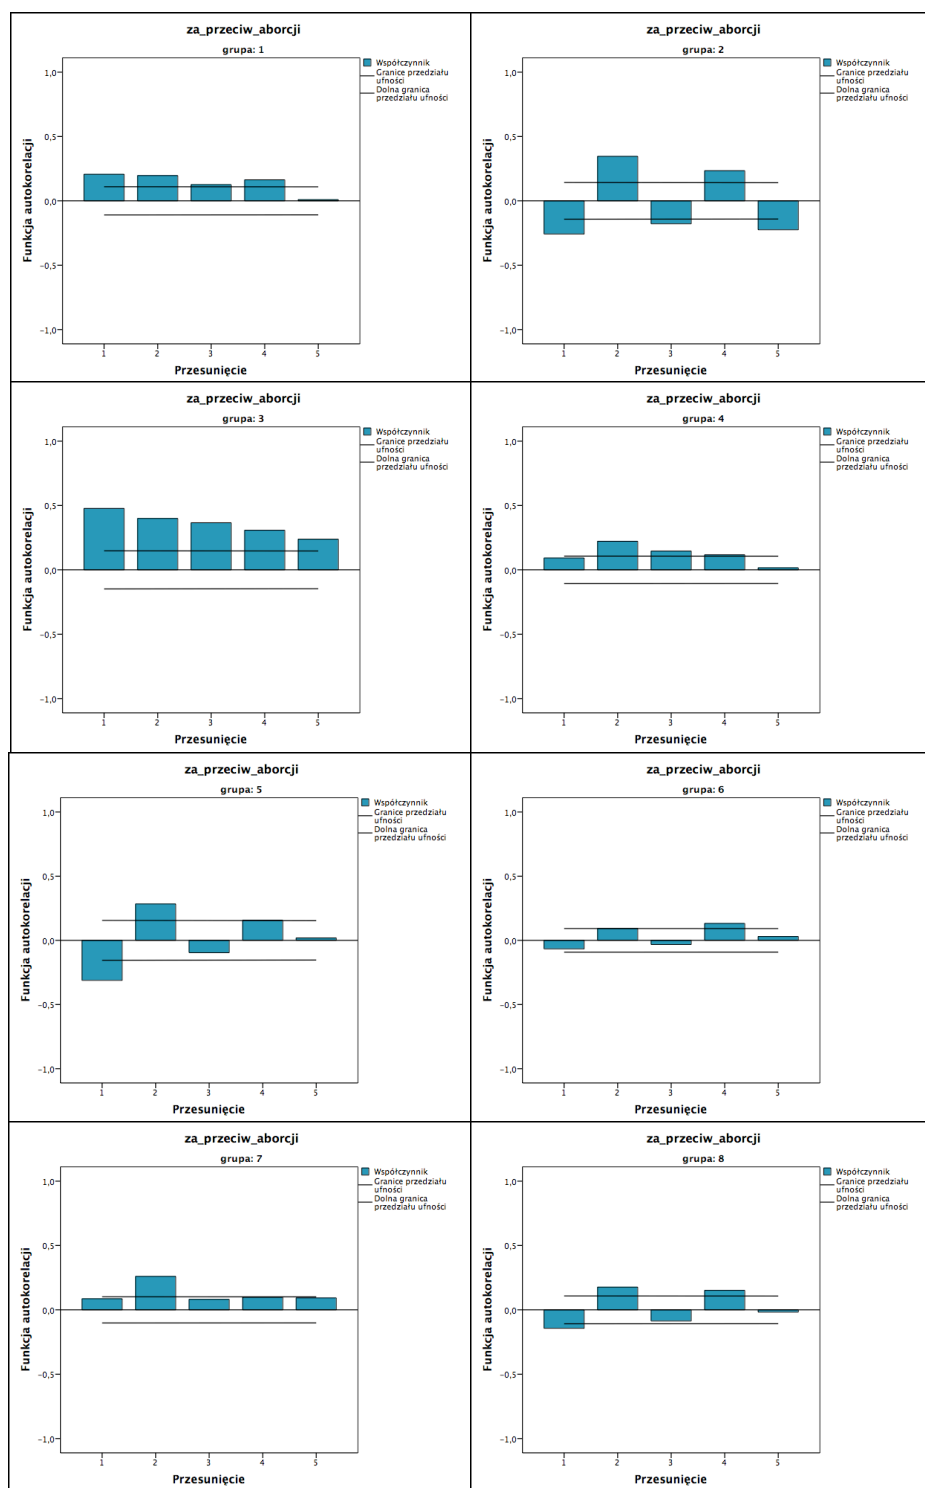 za_przeciw_aborcji
grupa: 1
Współczynnik
Granice przedziału
ufności
Dolna granica
przedziału ufności
Funkcja autokorelacji
1,0
0,5
0,0
−0,5
−1,0
1 2 3 4 5
Przesunięcie
za_przeciw_aborcji
grupa: 2
Współczynnik
Granice przedziału
ufności
Dolna granica
przedziału ufności
Funkcja autokorelacji
1,0
0,5
0,0
−0,5
−1,0
1 2 3 4 5
Przesunięcie
za_przeciw_aborcji
grupa: 3
Współczynnik
Granice przedziału
ufności
Dolna granica
przedziału ufności
Funkcja autokorelacji
1,0
0,5
0,0
−0,5
−1,0
1 2 3 4 5
Przesunięcie
za_przeciw_aborcji
grupa: 4
Współczynnik
Granice przedziału
ufności
Dolna granica
przedziału ufności
Funkcja autokorelacji
1,0
0,5
0,0
−0,5
−1,0
1 2 3 4 5
Przesunięcie
za_przeciw_aborcji
grupa: 5
Współczynnik
Granice przedziału
ufności
Dolna granica
przedziału ufności
Funkcja autokorelacji
1,0
0,5
0,0
−0,5
−1,0
1 2 3 4 5
Przesunięcie
za_przeciw_aborcji
grupa: 6
Współczynnik
Granice przedziału
ufności
Dolna granica
przedziału ufności
Funkcja autokorelacji
1,0
0,5
0,0
−0,5
−1,0
1 2 3 4 5
Przesunięcie
za_przeciw_aborcji
grupa: 7
Współczynnik
Granice przedziału
ufności
Dolna granica
przedziału ufności
Funkcja autokorelacji
1,0
0,5
0,0
−0,5
−1,0
1 2 3 4 5
Przesunięcie
za_przeciw_aborcji
grupa: 8
Współczynnik
Granice przedziału
ufności
Dolna granica
przedziału ufności
Funkcja autokorelacji
1,0
0,5
0,0
−0,5
−1,0
1 2 3 4 5
Przesunięcie